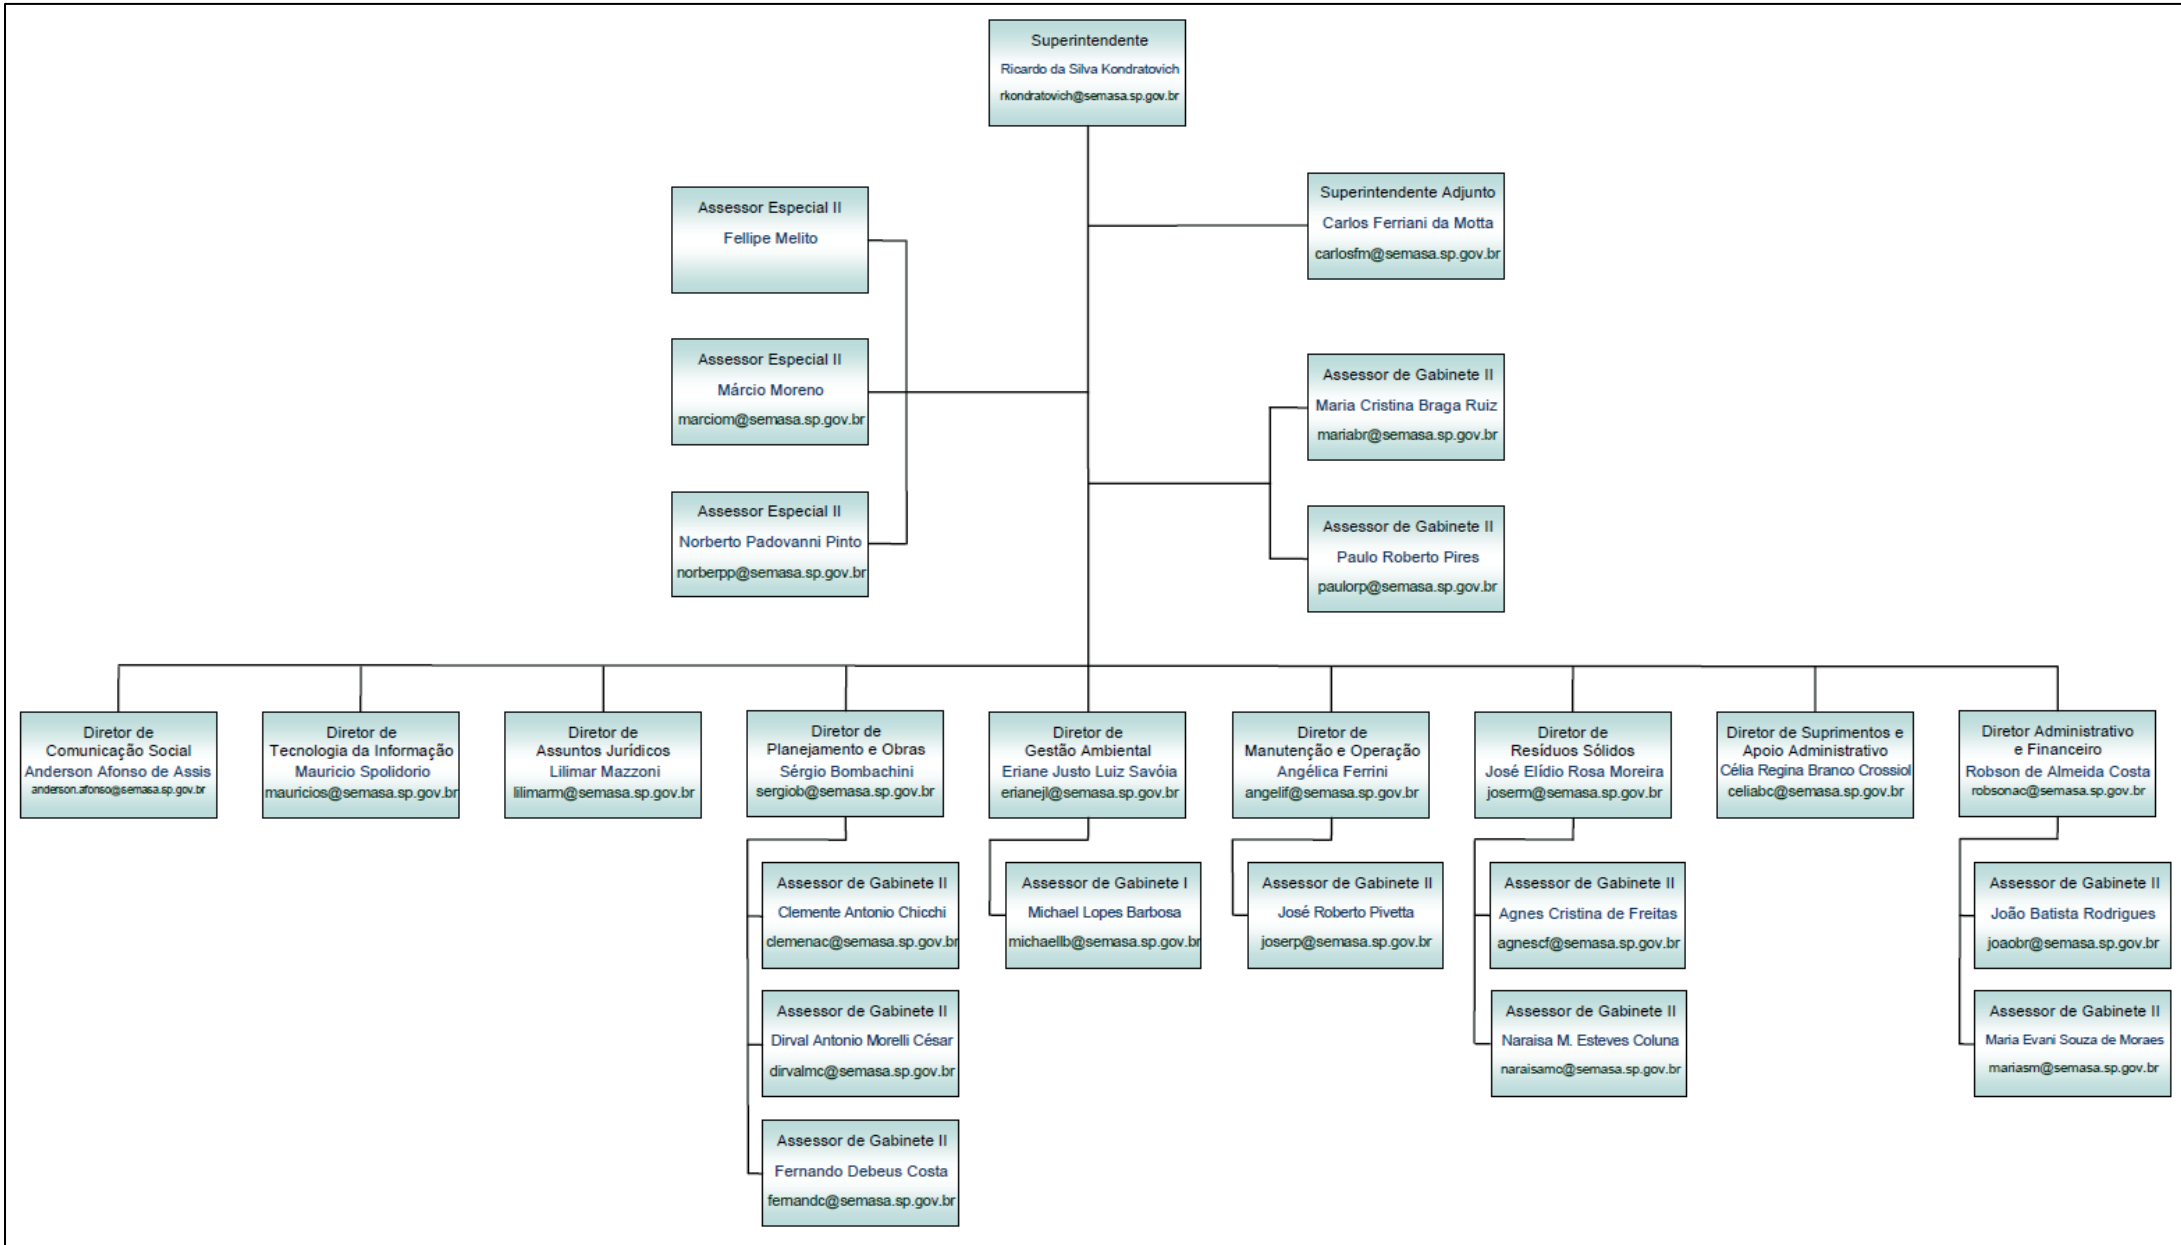 Superintendente
Ricardo da Silva Kondratovich
rkondratovich@semasa.sp.gov.br
Superintendente Adjunto
Carlos Ferriani da Motta
carlosfm@semasa.sp.gov.br
Assessor Especial II
Fellipe Melito
Assessor Especial II
Márcio Moreno
marciom@semasa.sp.gov.br
Assessor Especial II
Norberto Padovanni Pinto
norberpp@semasa.sp.gov.br
Assessor de Gabinete II
Maria Cristina Braga Ruiz
mariabr@semasa.sp.gov.br
Assessor de Gabinete II
Paulo Roberto Pires
paulorp@semasa.sp.gov.br
Diretor de
Comunicação Social
Anderson Afonso de Assis
anderson.afonso@semasa.sp.gov.br
Diretor de
Tecnologia da Informação
Mauricio Spolidorio
mauricios@semasa.sp.gov.br
Diretor de
Assuntos Jurídicos
Lilimar Mazzoni
lilimarm@semasa.sp.gov.br
Diretor de
Planejamento e Obras
Sérgio Bombachini
sergiob@semasa.sp.gov.br
Diretor de
Gestão Ambiental
Eriane Justo Luiz Savóia
erianejl@semasa.sp.gov.br
Diretor de
Manutenção e Operação
Angélica Ferrini
angelif@semasa.sp.gov.br
Diretor de
Resíduos Sólidos
José Elídio Rosa Moreira
joserm@semasa.sp.gov.br
Diretor de Suprimentos e
Apoio Administrativo
Célia Regina Branco Crossiol
celiabc@semasa.sp.gov.br
Diretor Administrativo
e Financeiro
Robson de Almeida Costa
robsonac@semasa.sp.gov.br
Assessor de Gabinete II
Clemente Antonio Chicchi
clemenac@semasa.sp.gov.br
Assessor de Gabinete II
Dirval Antonio Morelli César
dirvalmc@semasa.sp.gov.br
Assessor de Gabinete II
Fernando Debeus Costa
fernandc@semasa.sp.gov.br
Assessor de Gabinete I
Michael Lopes Barbosa
michaellb@semasa.sp.gov.br
Assessor de Gabinete II
José Roberto Pivetta
joserp@semasa.sp.gov.br
Assessor de Gabinete II
Agnes Cristina de Freitas
agnescf@semasa.sp.gov.br
Assessor de Gabinete II
Naraisa M. Esteves Coluna
naraisamc@semasa.sp.gov.br
Assessor de Gabinete II
João Batista Rodrigues
joaobr@semasa.sp.gov.br
Assessor de Gabinete II
Maria Evani Souza de Moraes
mariasm@semasa.sp.gov.br